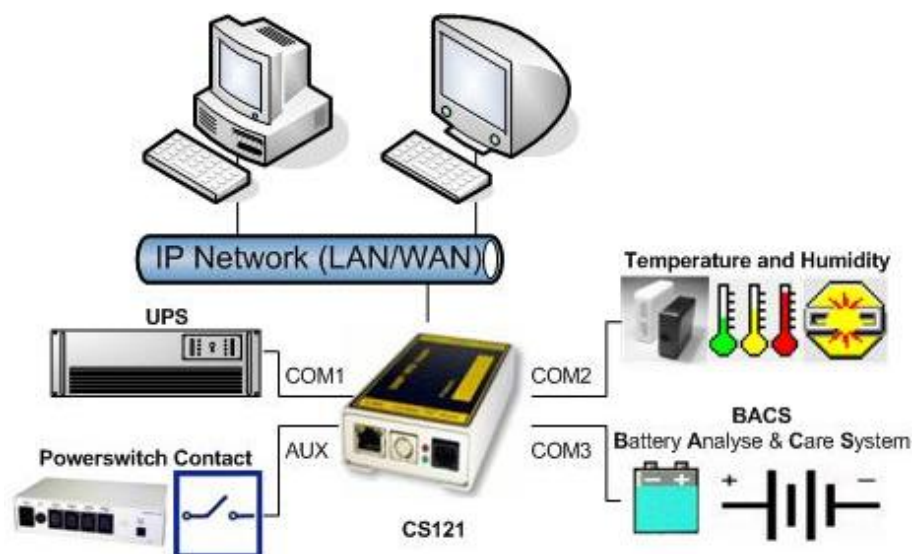 IP Network (LAN/WAN)
Temperature and Humidity
UPS
COM1
COM2
BACS
Battery Analyse & Care System
AUX
COM3
Powerswitch Contact
+
−
− +
CS121